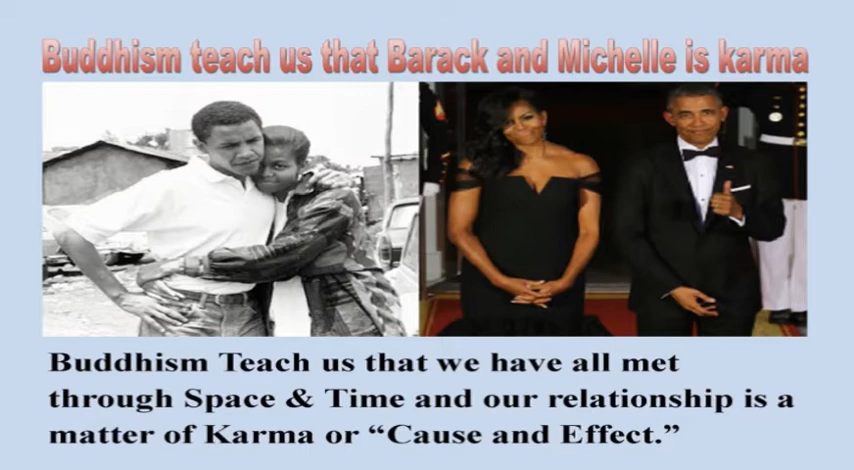 Buddhism teach us that Barack and Michelle is karma
Buddhism Teach us that we have all met
through Space & Time and our relationship is a
matter of Karma or “Cause and Effect.”